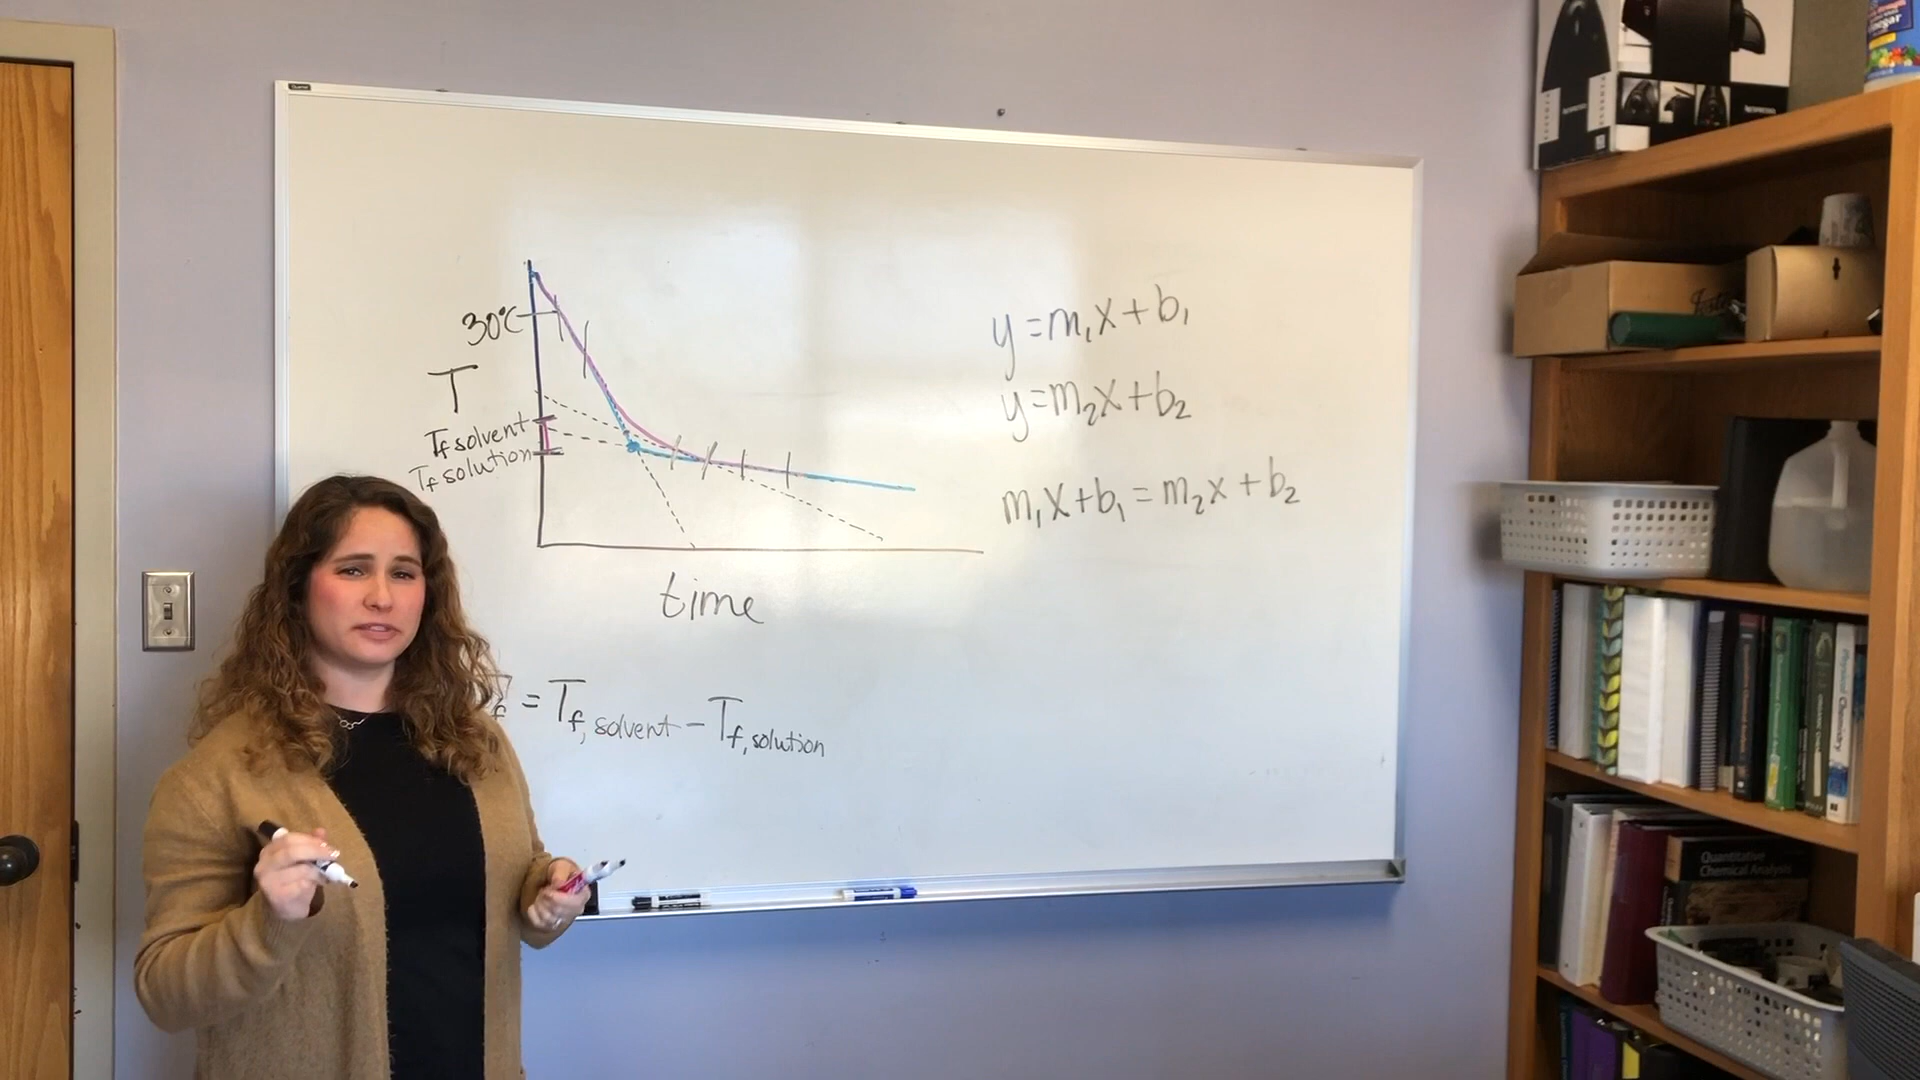 30°C
T
Tf solvent
Tf solution
time
y = m₁x + b₁
y = m₂x + b₂
m₁x + b₁ = m₂x + b₂
f = Tf, solvent − Tf, solution
Quantitative
Chemical Analysis
Physical Chemistry